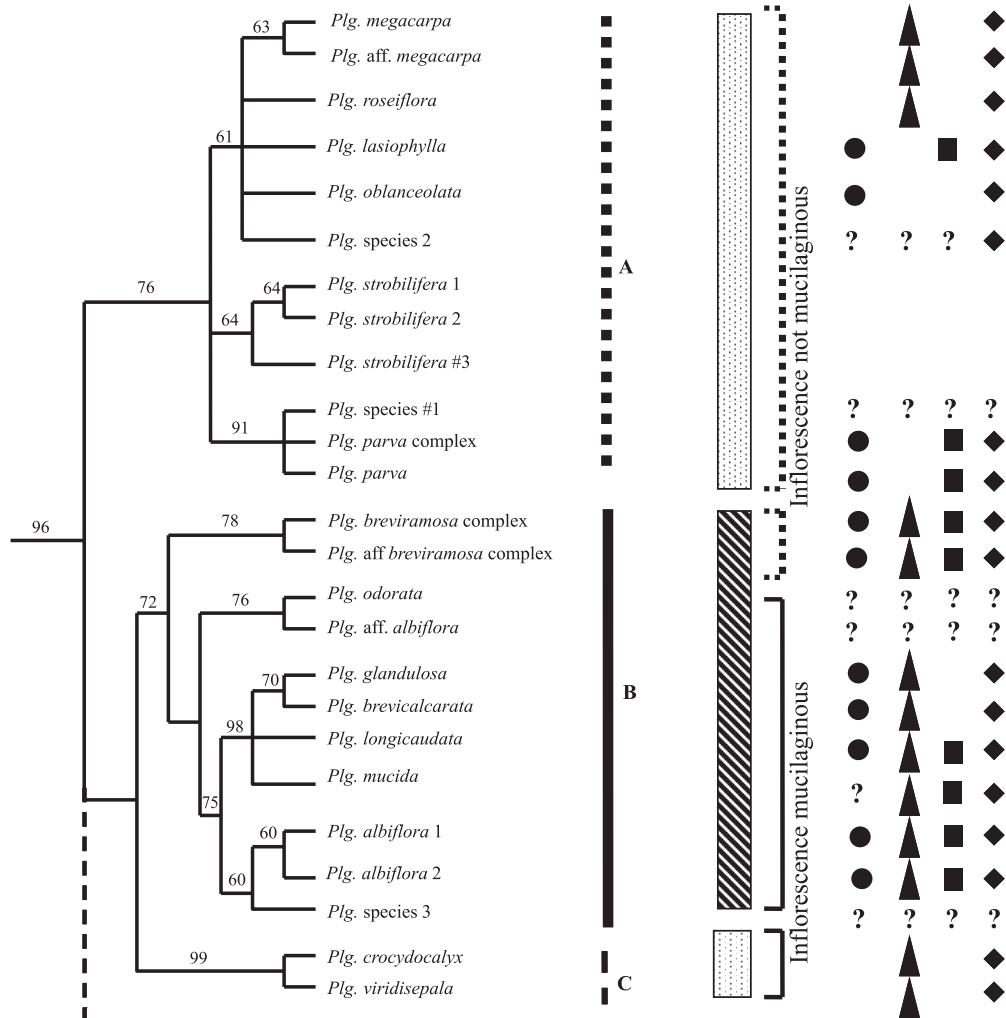 63
Plg. megacarpa
Plg. aff. megacarpa
Plg. roseiflora
61
Plg. lasiophylla
Plg. oblanceolata
Plg. species 2
? ? ?
A
76
64
Plg. strobilifera 1
64
Plg. strobilifera 2
Plg. strobilifera #3
Inflorescence not mucilaginous
Plg. species #1
? ? ? ?
91
Plg. parva complex
Plg. parva
96
78
Plg. breviramosa complex
Plg. aff breviramosa complex
72
76
Plg. odorata
? ? ? ?
Plg. aff. albiflora
? ? ? ?
70
Plg. glandulosa
B
Plg. brevicalcarata
98
Plg. longicaudata
Plg. mucida
?
75
60
Plg. albiflora 1
60
Plg. albiflora 2
Plg. species 3
? ? ? ?
Inflorescence mucilaginous
99
Plg. crocydocalyx
C
Plg. viridisepala